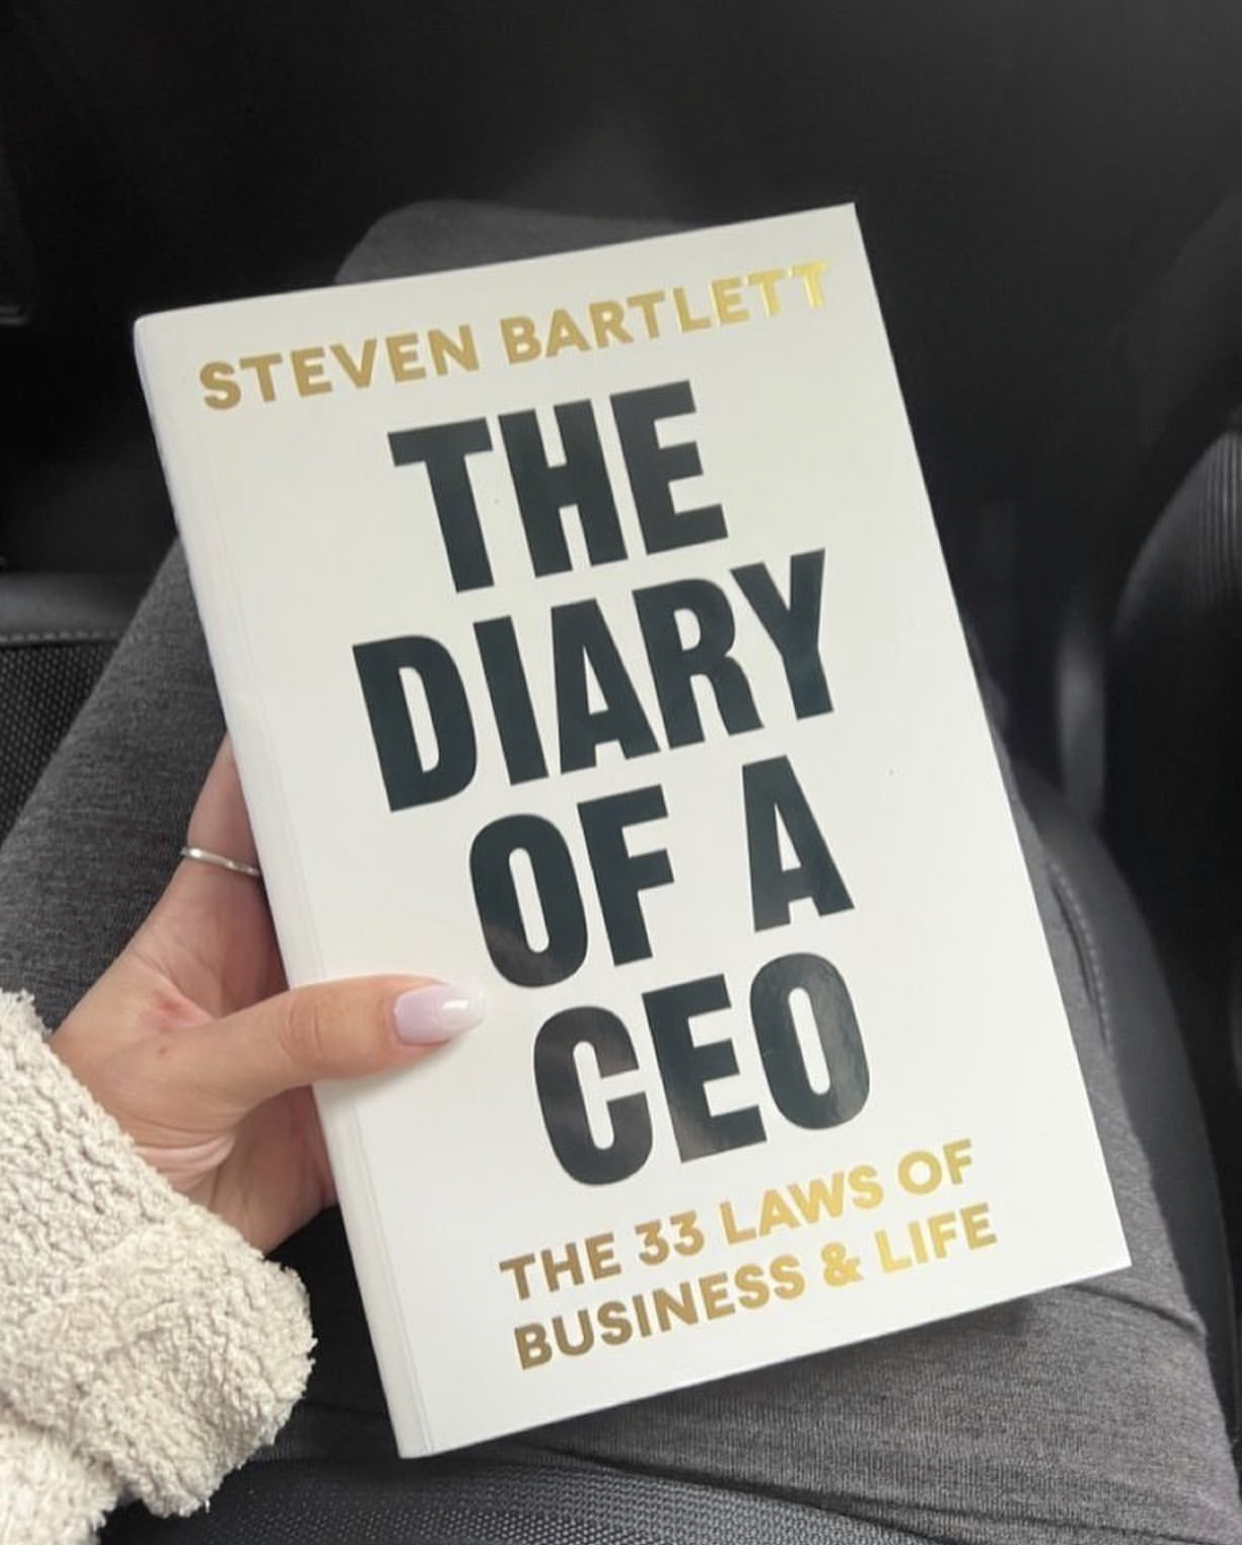 STEVEN BARTLETT
THE
DIARY
OF A
CEO
THE 33 LAWS OF
BUSINESS & LIFE